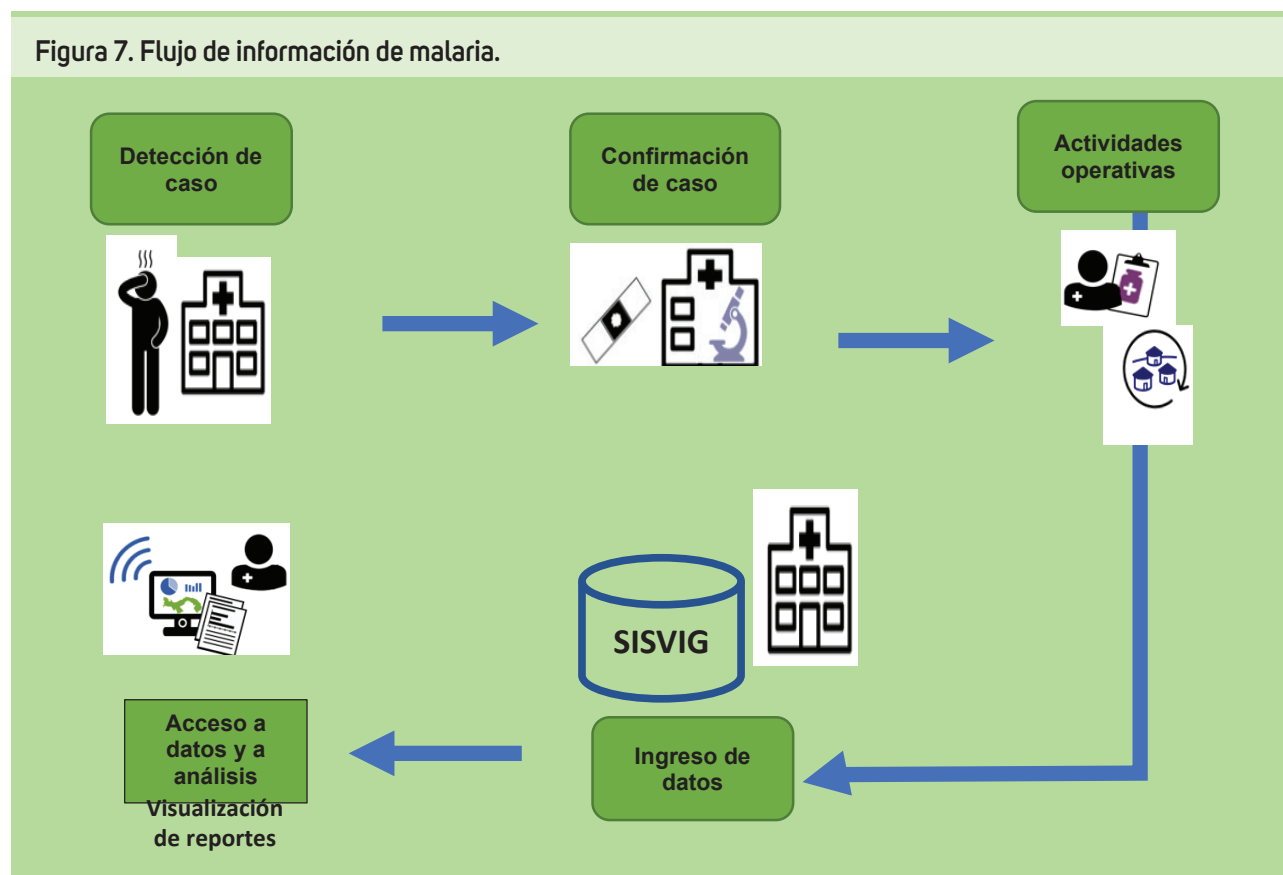 Figura 7. Flujo de información de malaria.
Detección de
caso
Confirmación
de caso
Actividades
operativas
SISVIG
Ingreso de
datos
Acceso a
datos y a
análisis
Visualización
de reportes